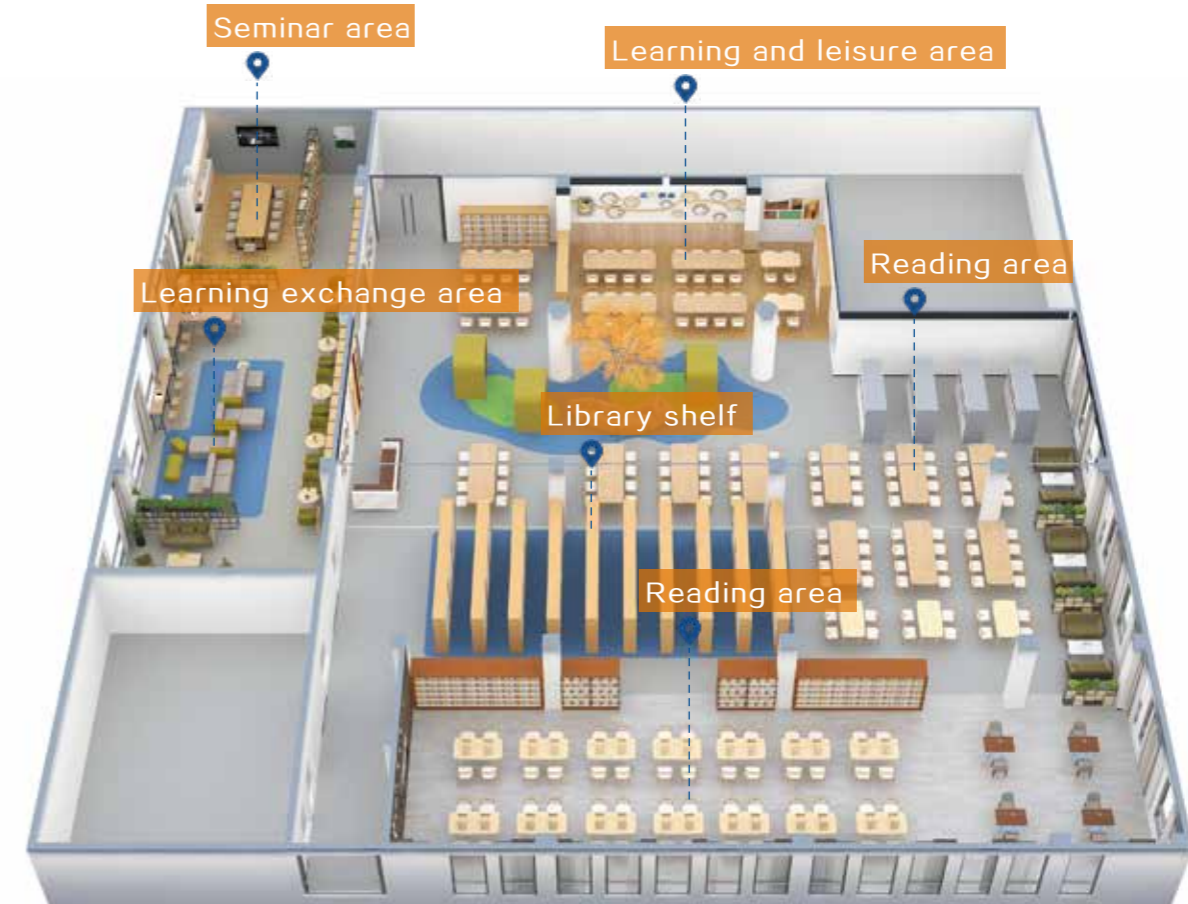 Seminar area
Learning and leisure area
Reading area
Learning exchange area
Library shelf
Reading area